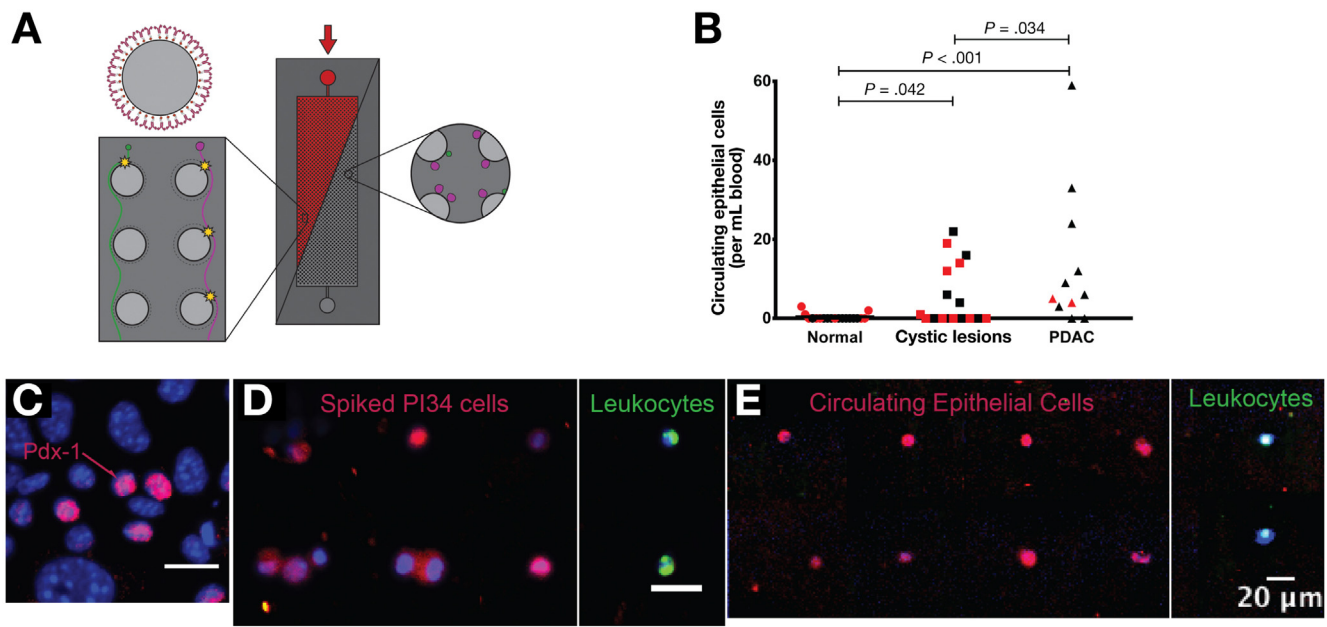 A
B
P = .034
P < .001
P = .042
Circulating epithelial cells
(per mL blood)
60
40
20
0
Normal
Cystic lesions
PDAC
C
Pdx-1
D
Spiked PI34 cells
Leukocytes
E
Circulating Epithelial Cells
Leukocytes
20 µm